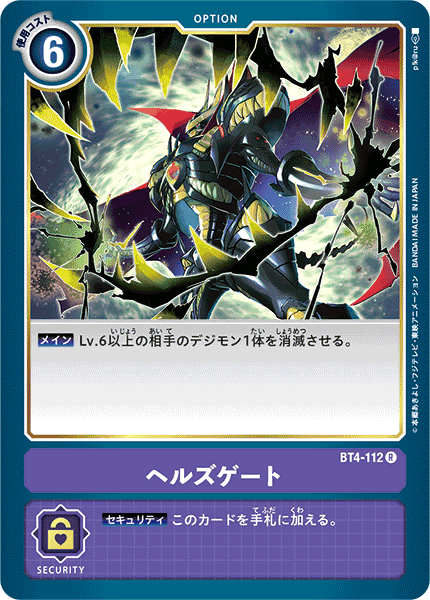 使用コスト
6
OPTION
p!k@ru
©本郷あきよし・フジテレビ・東映アニメーション BANDAI MADE IN JAPAN
メイン Lv.6以上の相手のデジモン1体を消滅させる。
BT4-112 R
ヘルズゲート
セキュリティ このカードを手札に加える。
SECURITY